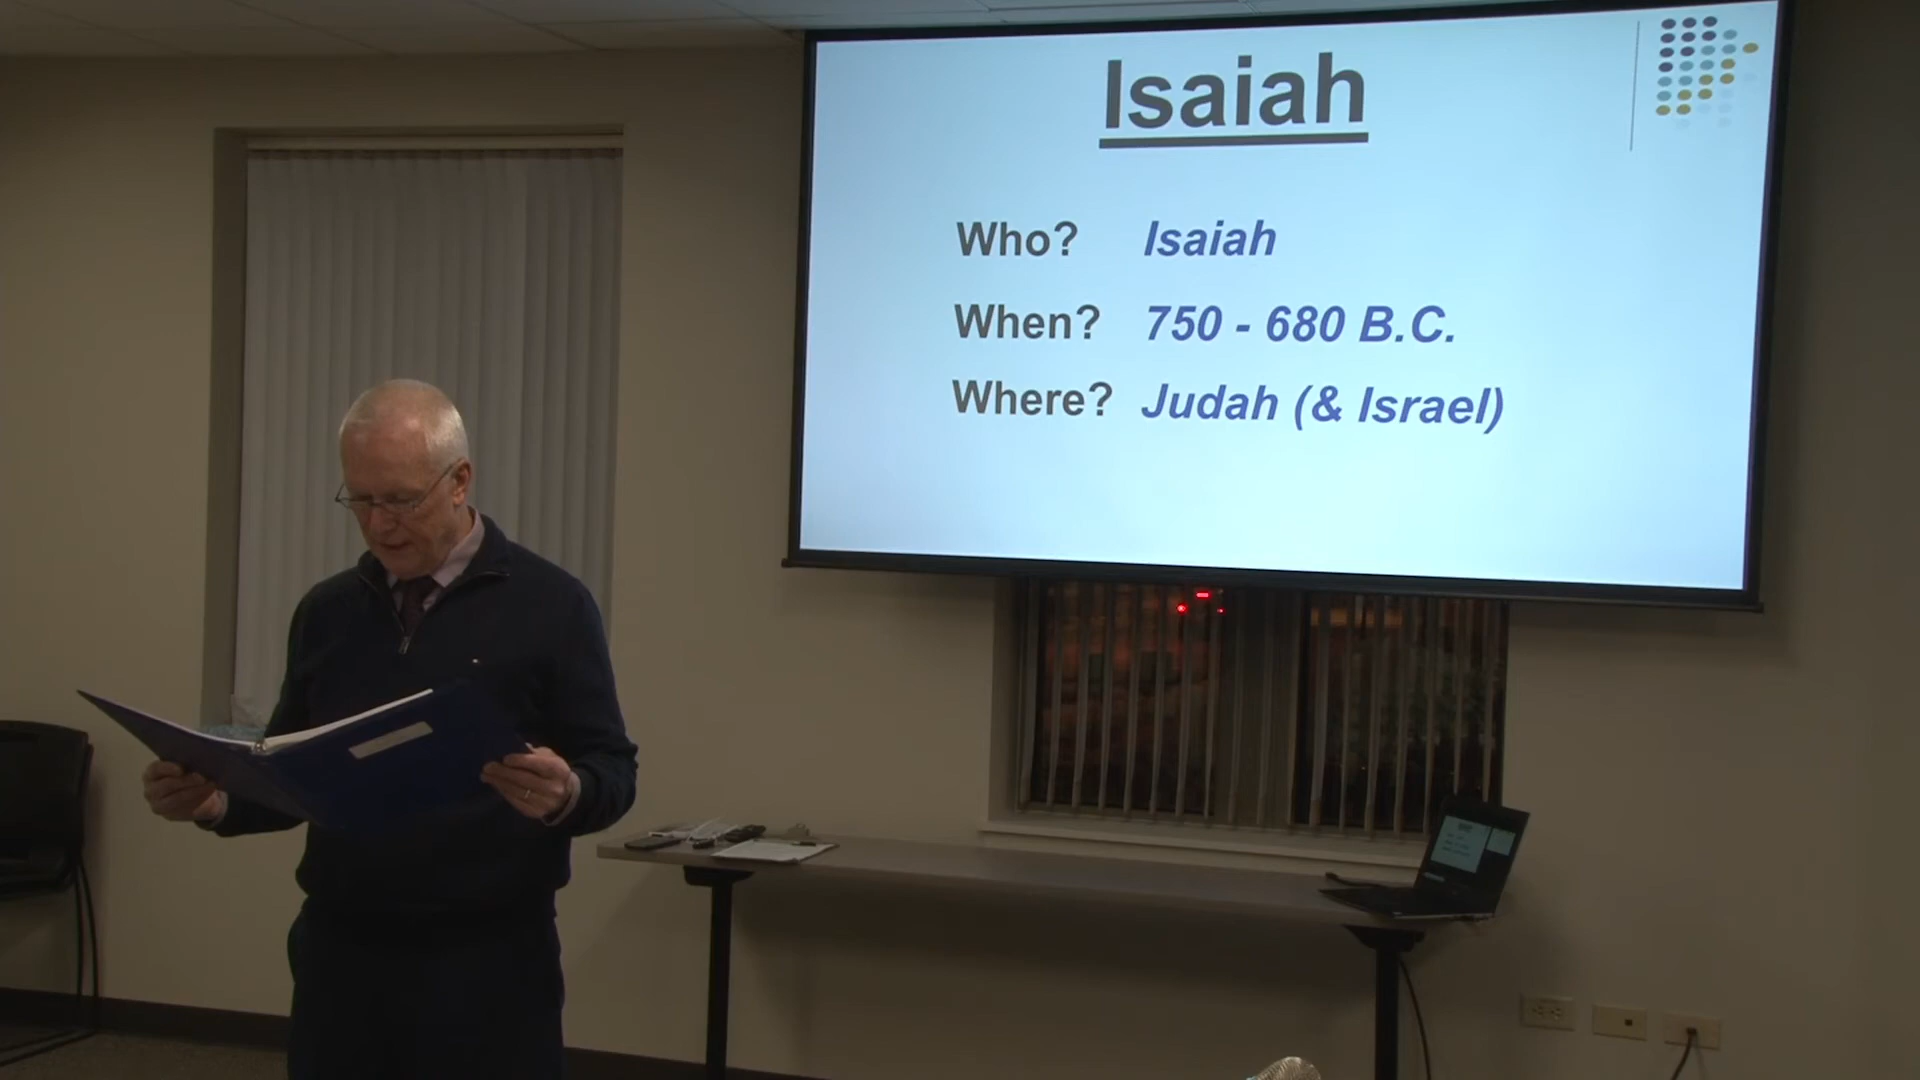 Isaiah
Who? Isaiah
When? 750 - 680 B.C.
Where? Judah (& Israel)